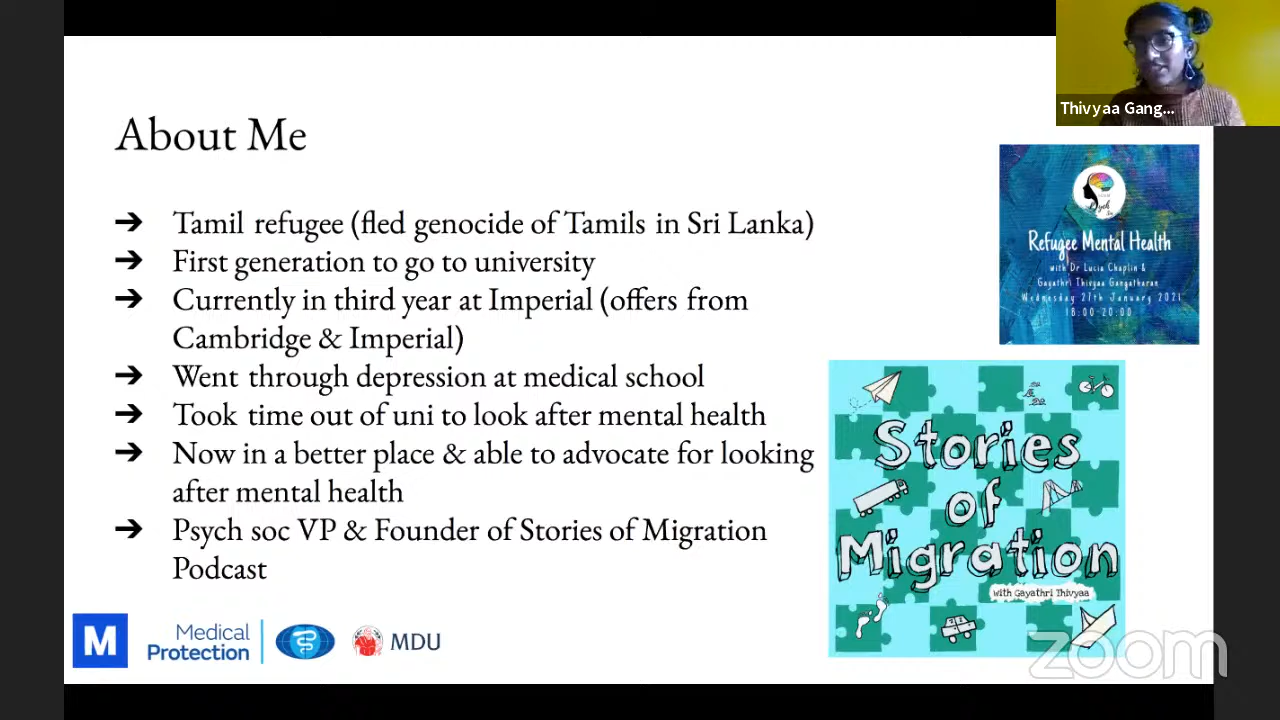 Thivyaa Gang...
About Me
➔ Tamil refugee (fled genocide of Tamils in Sri Lanka)
➔ First generation to go to university
➔ Currently in third year at Imperial (offers from
Cambridge & Imperial)
➔ Went through depression at medical school
➔ Took time out of uni to look after mental health
➔ Now in a better place & able to advocate for looking
after mental health
➔ Psych soc VP & Founder of Stories of Migration
Podcast
Psych
Refugee Mental Health
with Dr Lucia Chaplin &
Gayathri Thivyaa Gangatharan
Wednesday 27th January 2021
18:00-20:00
Stories
of
Migration
with Gayathri Thivyaa
M
Medical
Protection
MDU
zoom